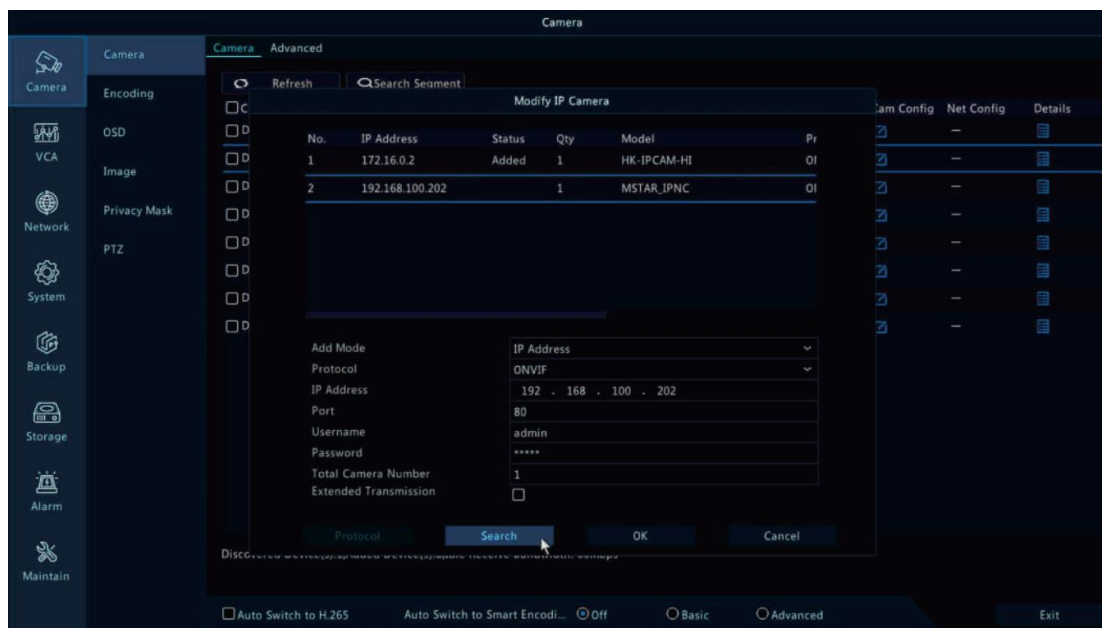 Camera
Camera
VCA
Network
System
Backup
Storage
Alarm
Maintain
Camera
Encoding
OSD
Image
Privacy Mask
PTZ
Camera Advanced
Refresh Search Segment
Cam Config Net Config Details
Modify IP Camera
No. IP Address Status Qty Model Pr
1 172.16.0.2 Added 1 HK-IPCAM-HI
2 192.168.100.202 1 MSTAR_IPNC
Add Mode IP Address
Protocol ONVIF
IP Address 192 . 168 . 100 . 202
Port 80
Username admin
Password *****
Total Camera Number 1
Extended Transmission
Protocol Search OK Cancel
Auto Switch to H.265 Auto Switch to Smart Encodi... Off Basic Advanced Exit